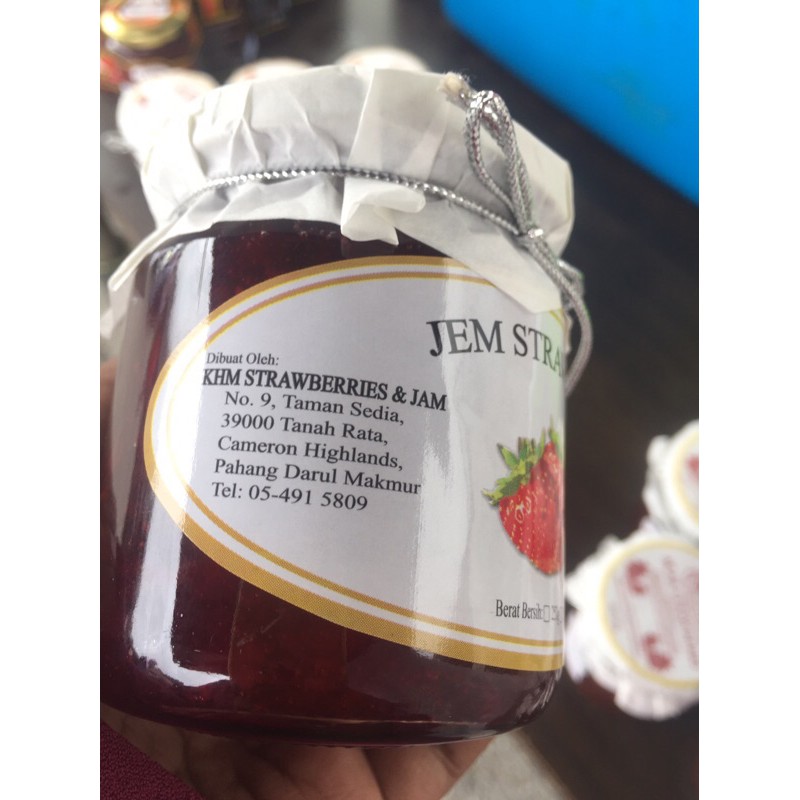 JEM
Dibuat Oleh:
KHM STRAWBERRIES & JAM
No. 9, Taman Sedia,
39000 Tanah Rata,
Cameron Highlands,
Pahang Darul Makmur
Tel: 05-491 5809
Berat Bersih: